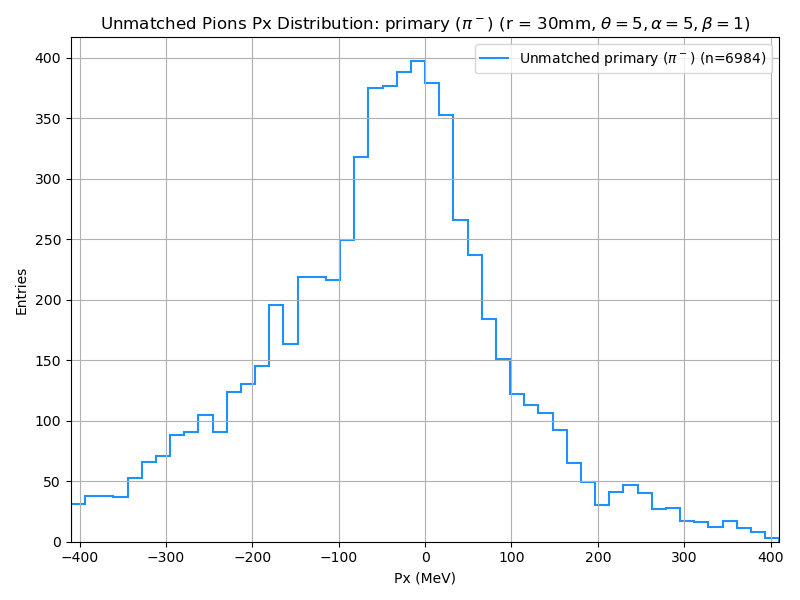 Unmatched Pions Px Distribution: primary (π⁻) (r = 30mm, θ = 5, α = 5, β = 1)
Unmatched primary (π⁻) (n=6984)
400
350
300
250
200
150
100
50
0
Entries
−400 −300 −200 −100 0 100 200 300 400
Px (MeV)